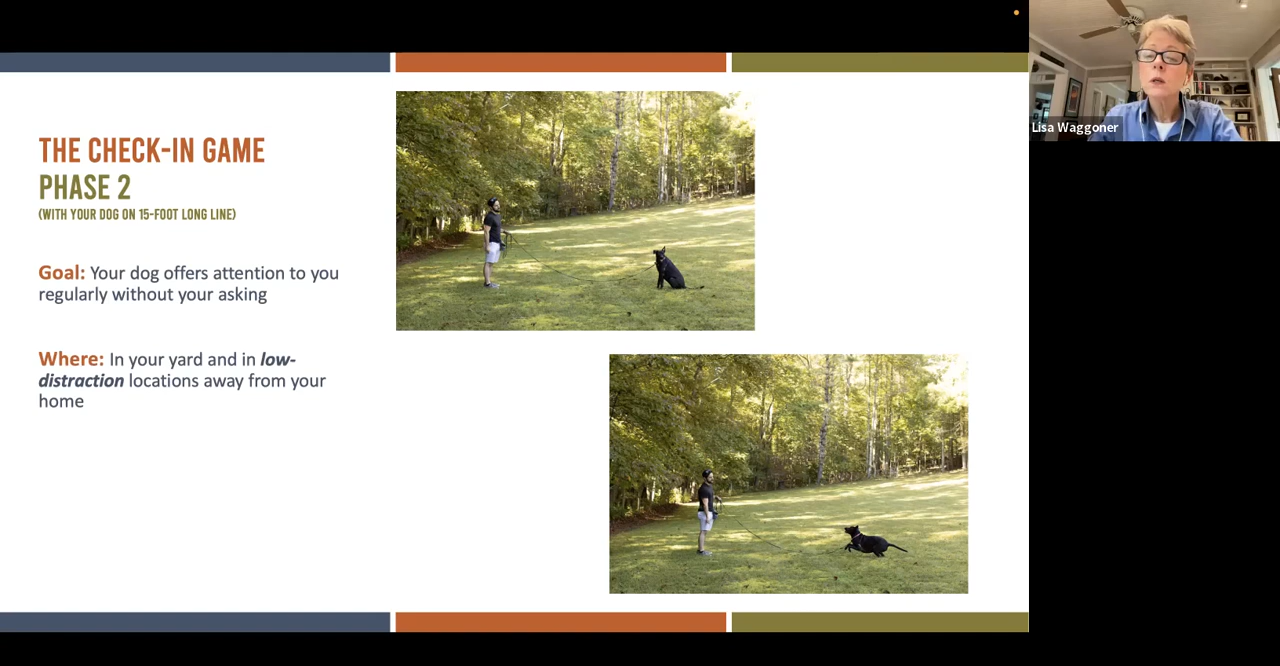 THE CHECK-IN GAME
PHASE 2
(WITH YOUR DOG ON 15-FOOT LONG LINE)
Goal: Your dog offers attention to you
regularly without your asking
Where: In your yard and in low-
distraction locations away from your
home
Lisa Waggoner